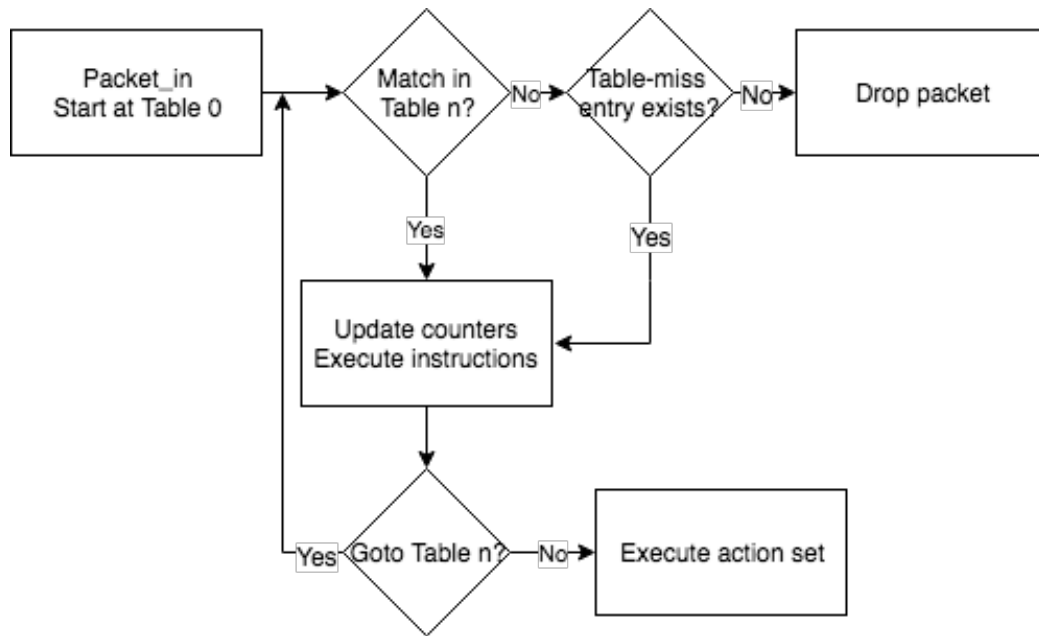 Packet_in
Start at Table 0
Match in
Table n?
No
Table-miss
entry exists?
No
Drop packet
Yes
Yes
Update counters
Execute instructions
Yes
Goto Table n?
No
Execute action set